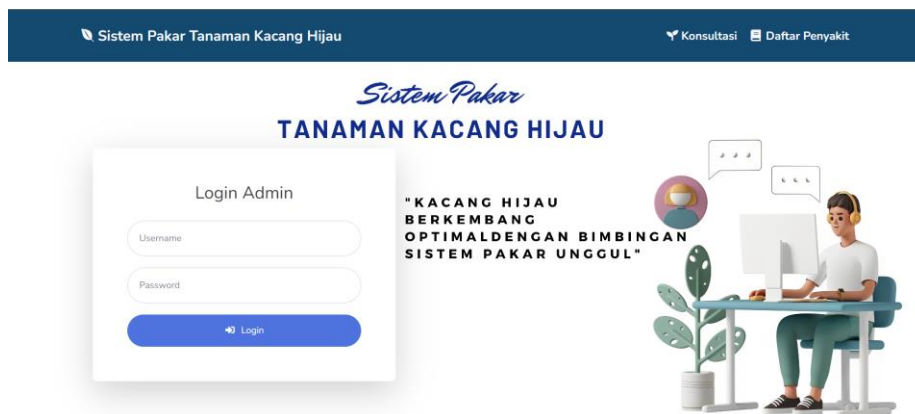 Sistem Pakar Tanaman Kacang Hijau
Konsultasi
Daftar Penyakit
Sistem Pakar
TANAMAN KACANG HIJAU
Login Admin
Username
Password
Login
"KACANG HIJAU
BERKEMBANG
OPTIMALDENGAN BIMBINGAN
SISTEM PAKAR UNGGUL"